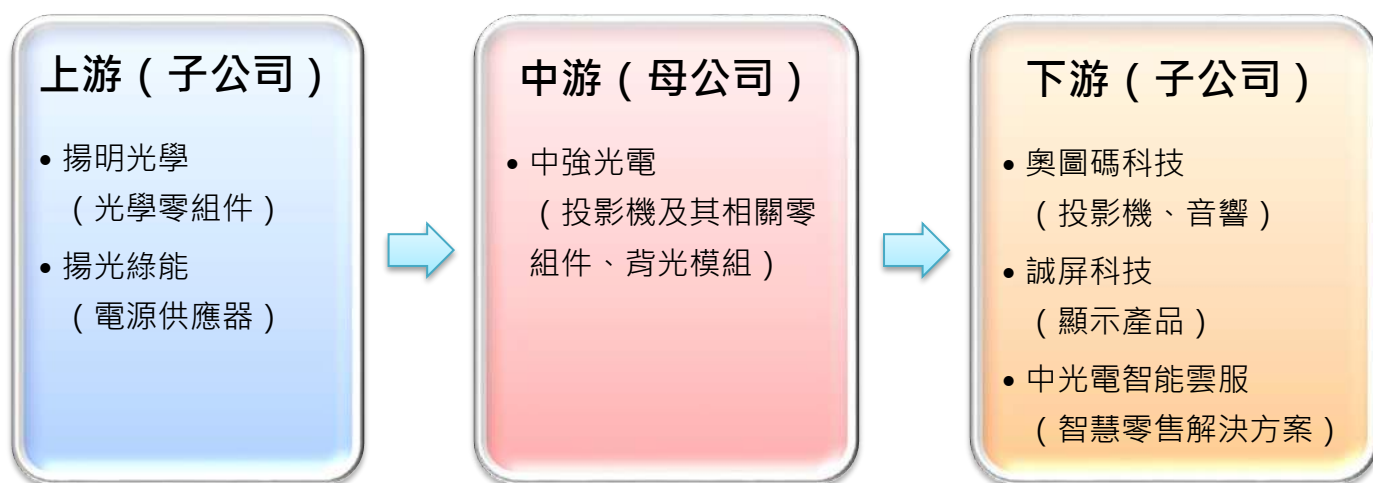 上游（子公司）
• 揚明光學
（光學零組件）
• 揚光綠能
（電源供應器）
中游（母公司）
• 中強光電
（投影機及其相關零
組件、背光模組）
下游（子公司）
• 奧圖碼科技
（投影機、音響）
• 誠屏科技
（顯示產品）
• 中光電智能雲服
（智慧零售解決方案）